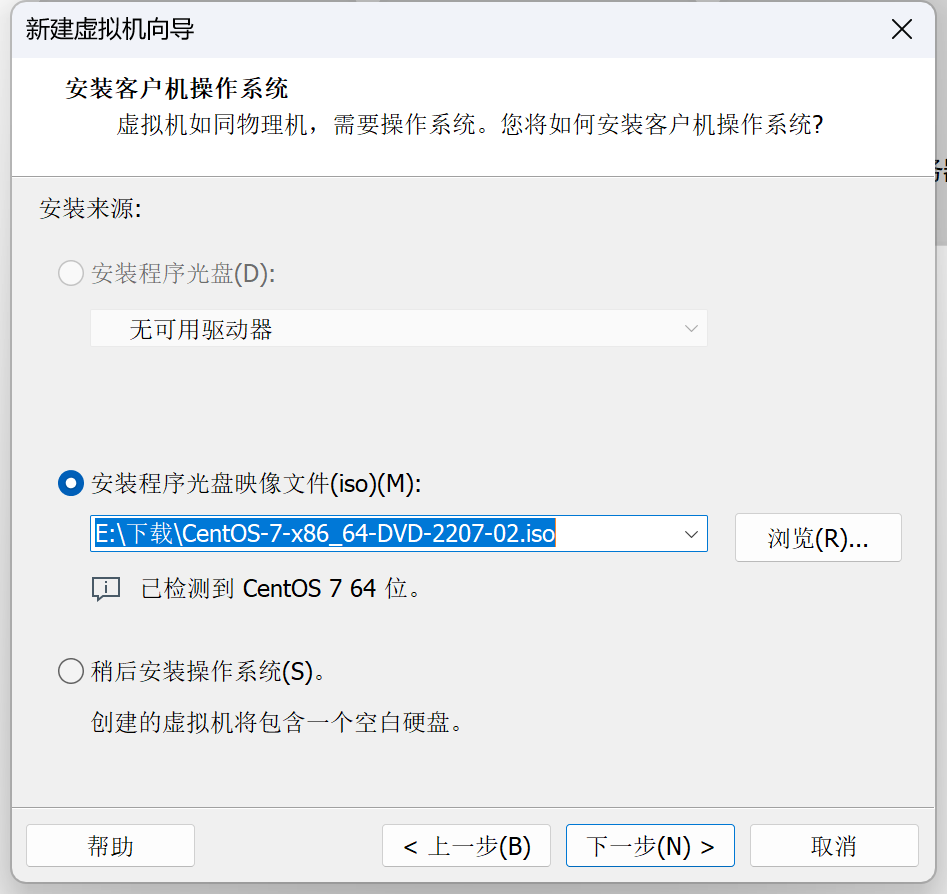 新建虚拟机向导
安装客户机操作系统
虚拟机如同物理机，需要操作系统。您将如何安装客户机操作系统?
安装来源:
安装程序光盘(D):
无可用驱动器
安装程序光盘映像文件(iso)(M):
E:\下载\CentOS-7-x86_64-DVD-2207-02.iso
浏览(R)...
已检测到 CentOS 7 64 位。
稍后安装操作系统(S)。
创建的虚拟机将包含一个空白硬盘。
帮助
< 上一步(B)
下一步(N) >
取消